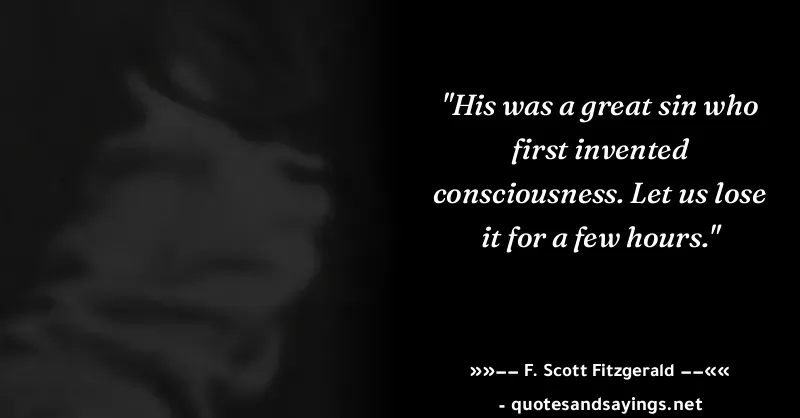 "His was a great sin who
first invented
consciousness. Let us lose
it for a few hours."
»»–– F. Scott Fitzgerald ––««
- quotesandsayings.net